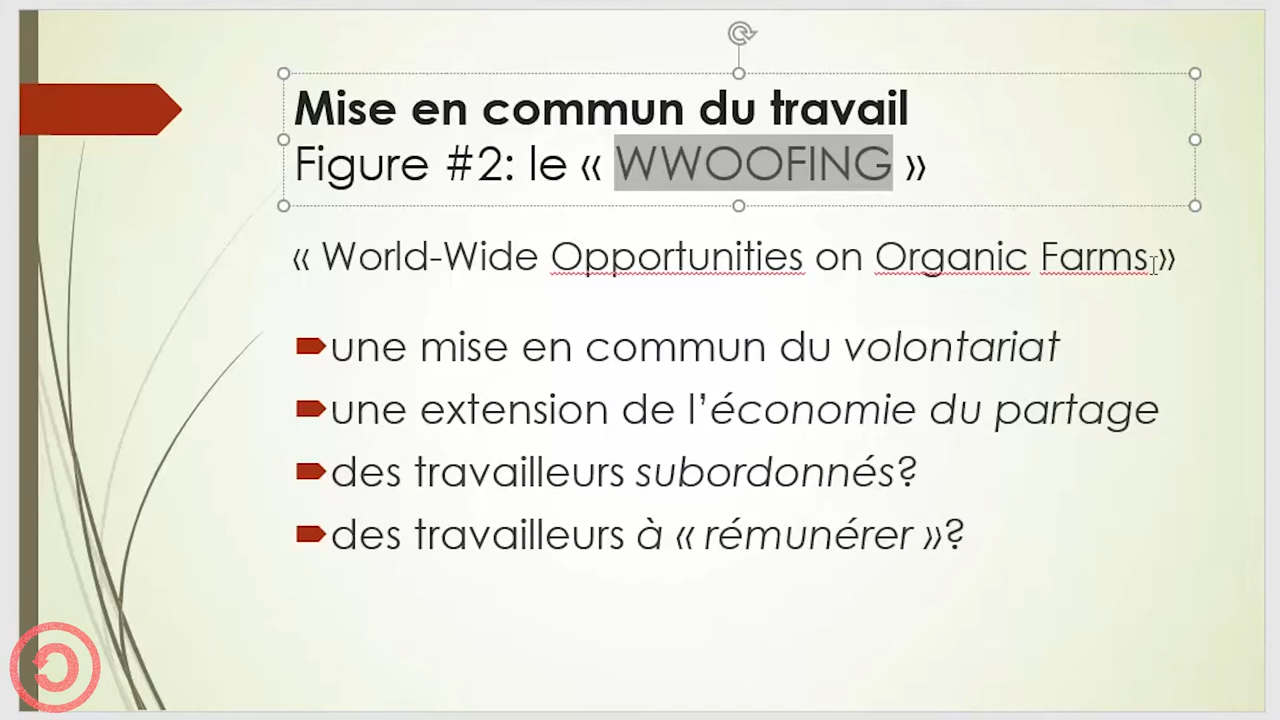 Mise en commun du travail
Figure #2: le « WWOOFING »
« World-Wide Opportunities on Organic Farms »
une mise en commun du volontariat
une extension de l’économie du partage
des travailleurs subordonnés?
des travailleurs à « rémunérer »?